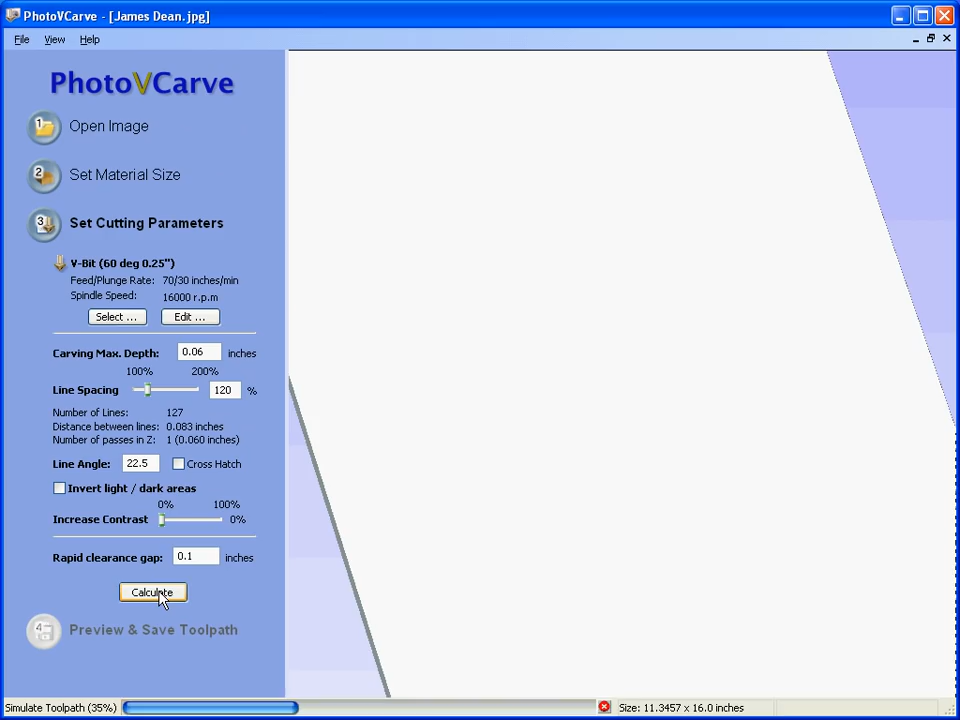 PhotoVCarve - [James Dean.jpg]
File View Help
PhotoVCarve
1 Open Image
2 Set Material Size
3 Set Cutting Parameters
V-Bit (60 deg 0.25")
Feed/Plunge Rate: 70/30 inches/min
Spindle Speed: 16000 r.p.m
Select ... Edit ...
Carving Max. Depth: 0.06 inches
100% 200%
Line Spacing 120 %
Number of Lines: 127
Distance between lines: 0.083 inches
Number of passes in Z: 1 (0.060 inches)
Line Angle: 22.5 Cross Hatch
Invert light / dark areas
0% 100%
Increase Contrast 0%
Rapid clearance gap: 0.1 inches
Calculate
4 Preview & Save Toolpath
Simulate Toolpath (35%) Size: 11.3457 x 16.0 inches